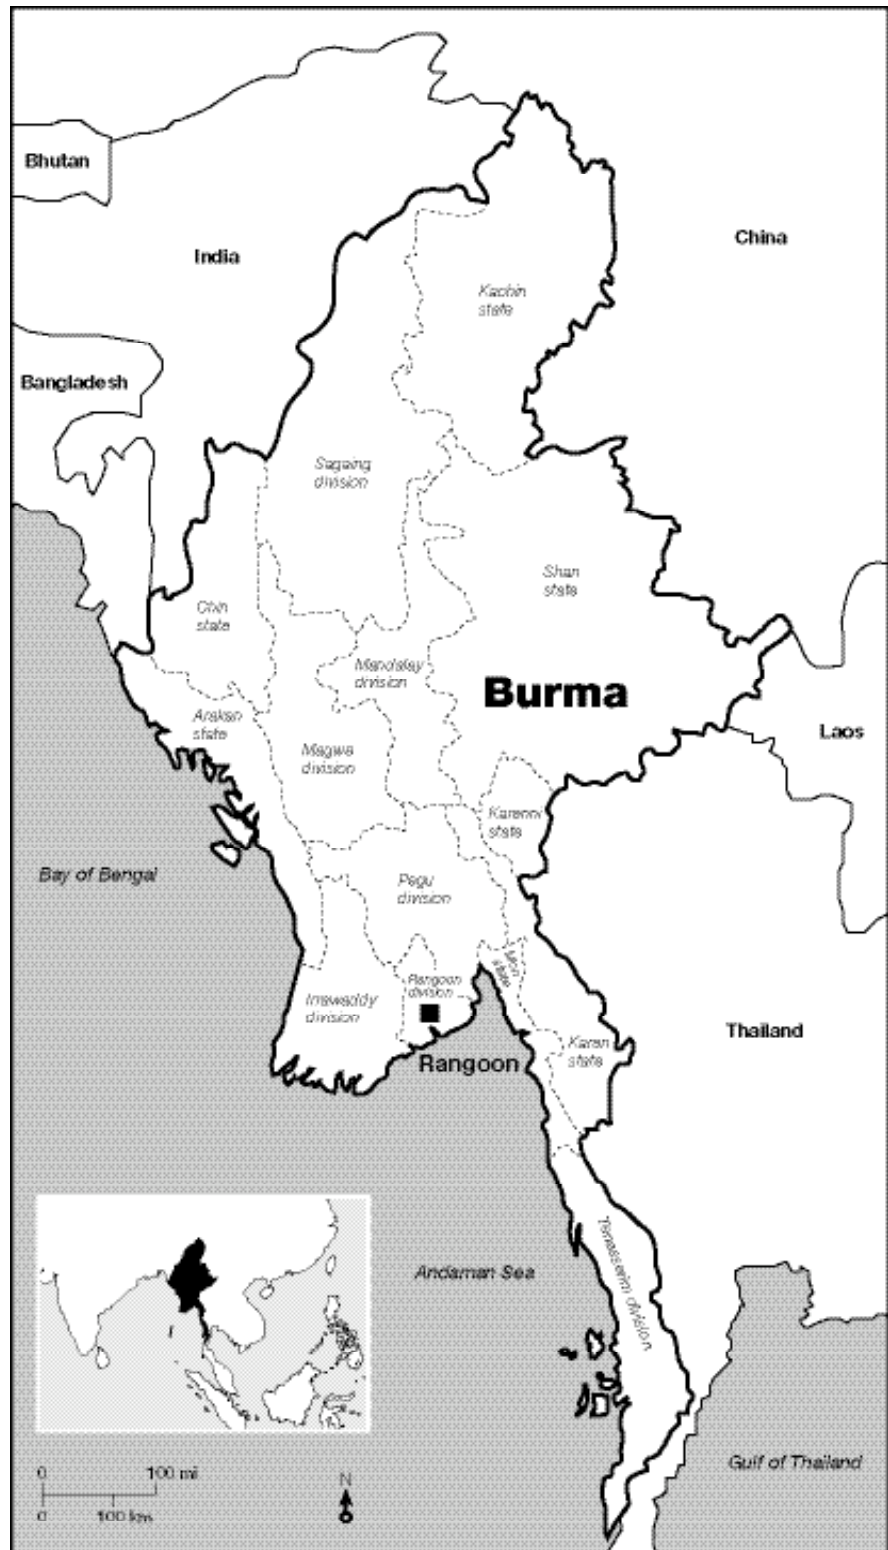 Bhutan
India
China
Kachin
state
Bangladesh
Sagaing
division
Shan
state
Chin
state
Mandalay
division
Burma
Arakan
state
Laos
Magwe
division
Karenni
state
Bay of Bengal
Pegu
division
Mon
state
Rangoon
division
Irrawaddy
division
Thailand
Karen
state
Rangoon
Tenasserim division
Andaman Sea
Gulf of Thailand
0 100 mi
0 100 km
N